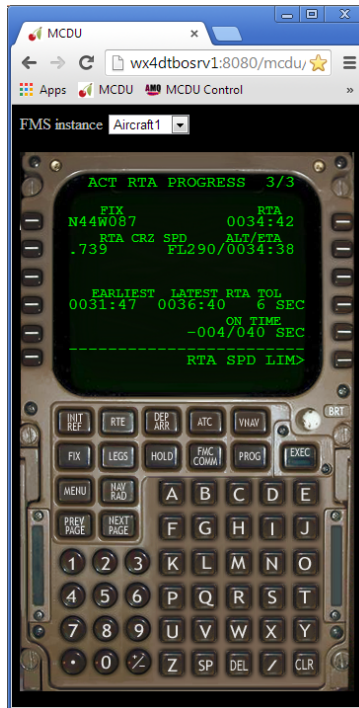 MCDU
wx4dtbosrv1:8080/mcdu/
Apps MCDU AMQ MCDU Control »
FMS instance Aircraft1
ACT RTA PROGRESS 3/3
FIX RTA
N44W087 0034:42
RTA CRZ SPD ALT/ETA
.739 FL290/0034:38
EARLIEST LATEST RTA TOL
0031:47 0036:40 6 SEC
ON TIME
-004/040 SEC
------------------------
RTA SPD LIM>
BRT
INIT REF RTE DEP ARR ATC VNAV
FIX LEGS HOLD FMC COMM PROG EXEC
MENU NAV RAD A B C D E
PREV PAGE NEXT PAGE F G H I J
1 2 3 K L M N O
4 5 6 P Q R S T
7 8 9 U V W X Y
. 0 +/- Z SP DEL / CLR